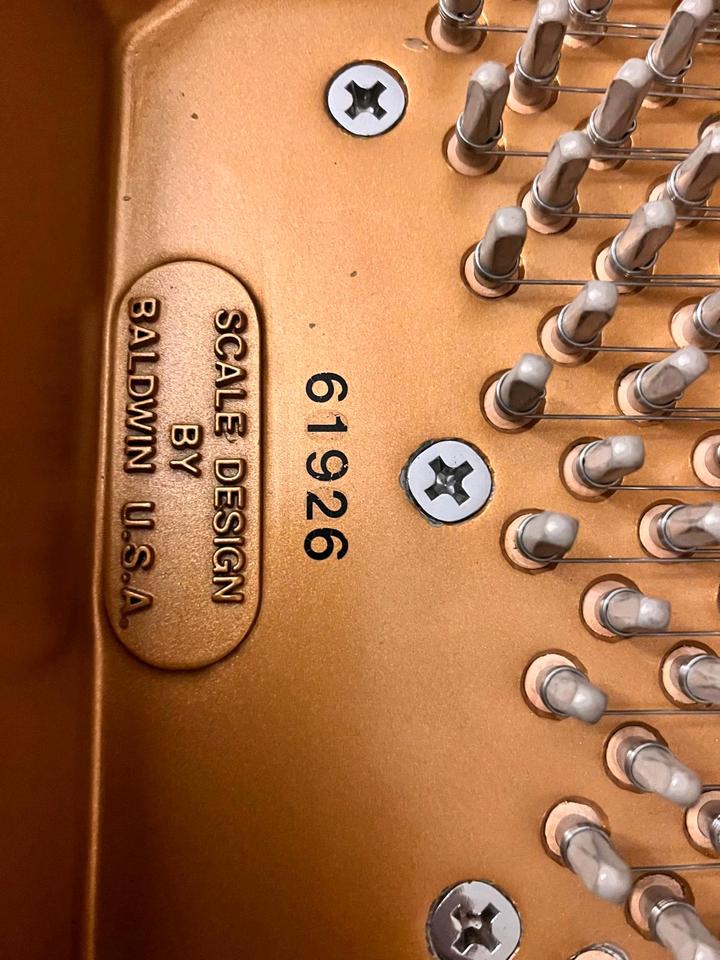 SCALE DESIGN
BY
BALDWIN U.S.A.
61926